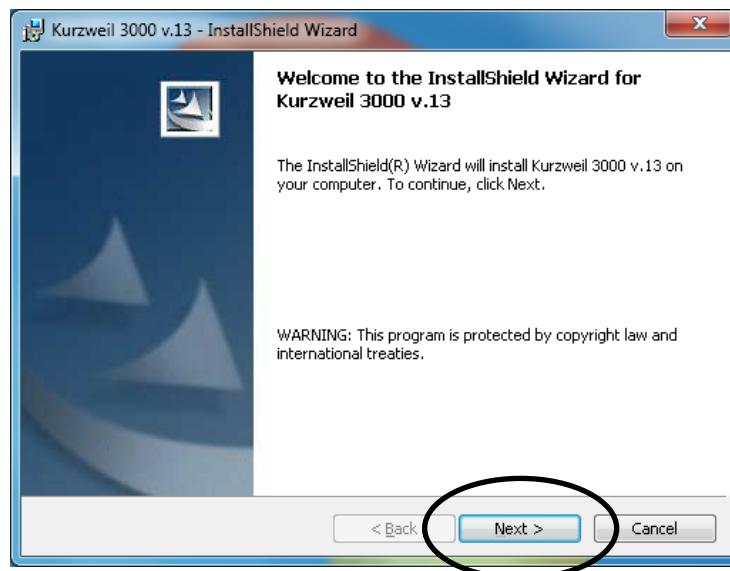 Kurzweil 3000 v.13 - InstallShield Wizard
Welcome to the InstallShield Wizard for
Kurzweil 3000 v.13
The InstallShield(R) Wizard will install Kurzweil 3000 v.13 on
your computer. To continue, click Next.
WARNING: This program is protected by copyright law and
international treaties.
< Back
Next >
Cancel